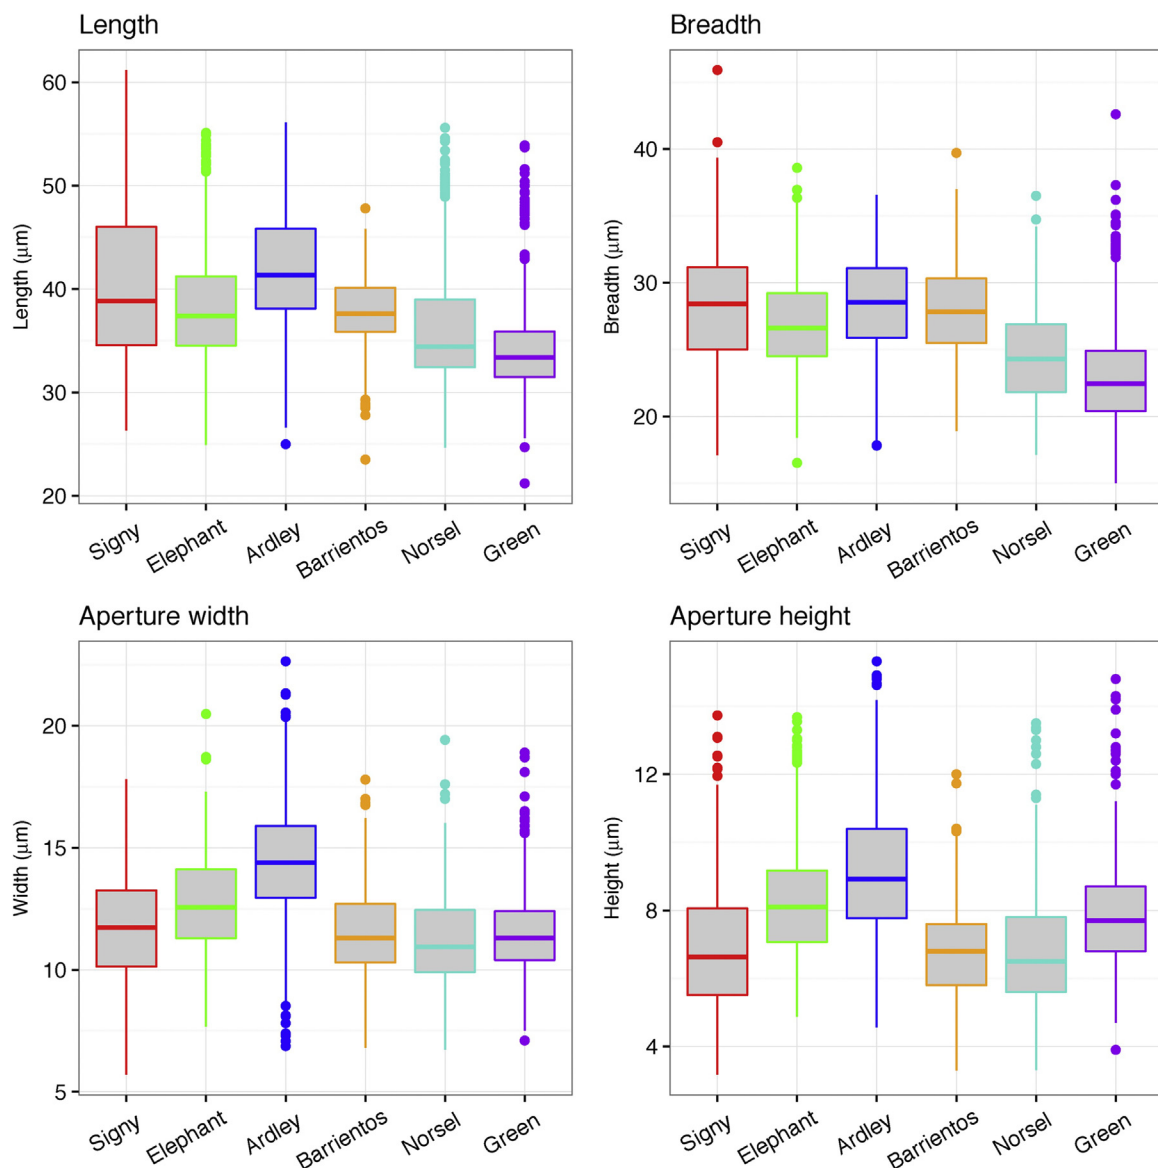 Length
Breadth
60
50
40
30
20
Length (μm)
40
30
20
Breadth (μm)
Signy
Elephant
Ardley
Barrientos
Norsel
Green
Signy
Elephant
Ardley
Barrientos
Norsel
Green
Aperture width
Aperture height
20
15
10
5
Width (μm)
12
8
4
Height (μm)
Signy
Elephant
Ardley
Barrientos
Norsel
Green
Signy
Elephant
Ardley
Barrientos
Norsel
Green